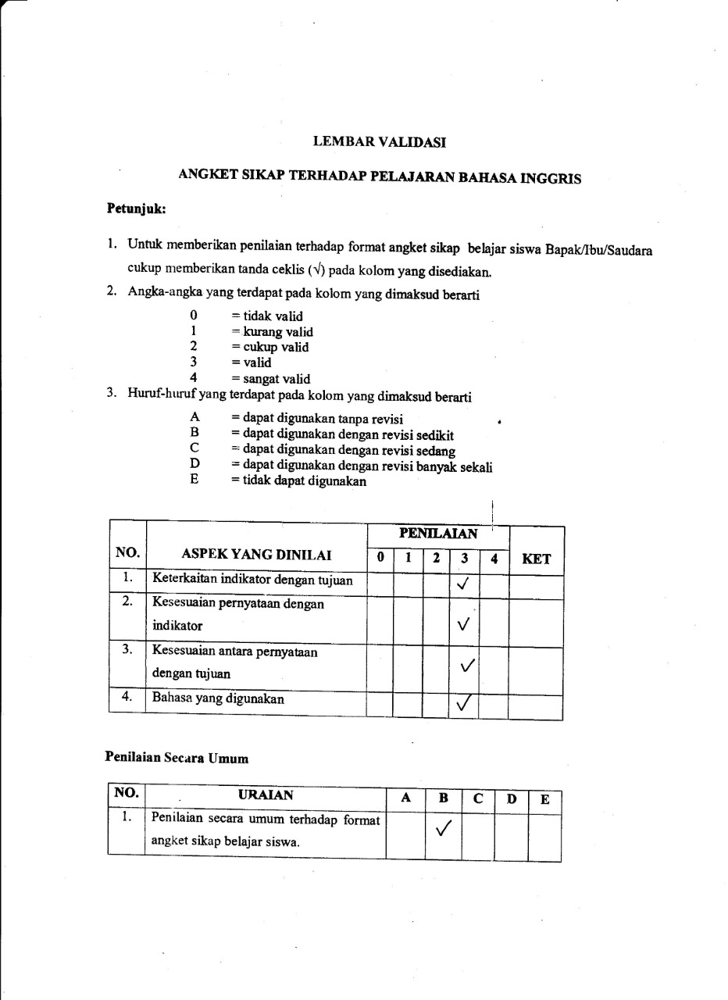 LEMBAR VALIDASI
ANGKET SIKAP TERHADAP PELAJARAN BAHASA INGGRIS
Petunjuk:
1. Untuk memberikan penilaian terhadap format angket sikap belajar siswa Bapak/Ibu/Saudara
cukup memberikan tanda ceklis (√) pada kolom yang disediakan.
2. Angka-angka yang terdapat pada kolom yang dimaksud berarti
0 = tidak valid
1 = kurang valid
2 = cukup valid
3 = valid
4 = sangat valid
3. Huruf-huruf yang terdapat pada kolom yang dimaksud berarti
A = dapat digunakan tanpa revisi
B = dapat digunakan dengan revisi sedikit
C = dapat digunakan dengan revisi sedang
D = dapat digunakan dengan revisi banyak sekali
E = tidak dapat digunakan
PENILAIAN
NO. ASPEK YANG DINILAI 0 1 2 3 4 KET
1. Keterkaitan indikator dengan tujuan √
2. Kesesuaian pernyataan dengan
indikator √
3. Kesesuaian antara pernyataan
dengan tujuan √
4. Bahasa yang digunakan √
Penilaian Secara Umum
NO. URAIAN A B C D E
1. Penilaian secara umum terhadap format √
angket sikap belajar siswa.